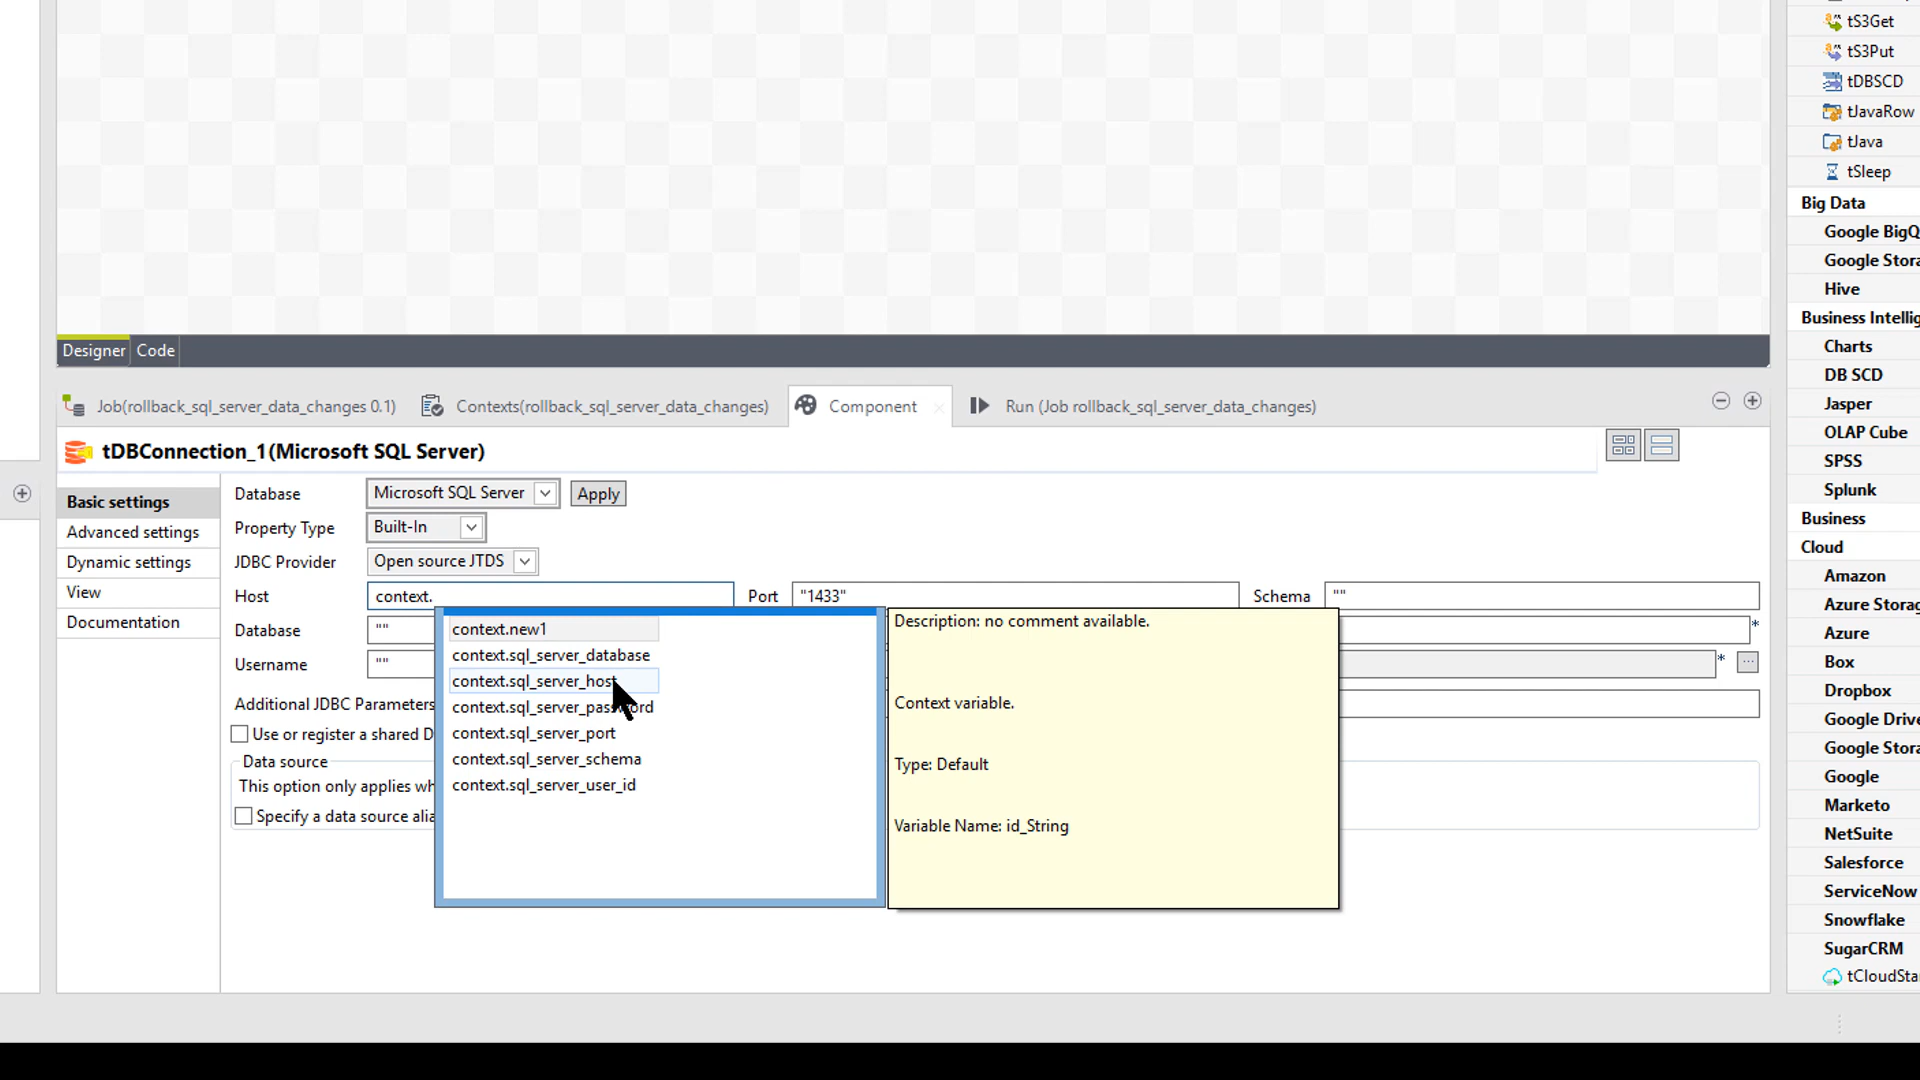 tS3Get
tS3Put
tDBSCD
tJavaRow
tJava
tSleep
Big Data
Google BigQ
Google Stora
Hive
Business Intellig
Charts
DB SCD
Jasper
OLAP Cube
SPSS
Splunk
Business
Cloud
Amazon
Azure Storag
Azure
Box
Dropbox
Google Drive
Google Stora
Google
Marketo
NetSuite
Salesforce
ServiceNow
Snowflake
SugarCRM
tCloudStar
Designer Code
Job(rollback_sql_server_data_changes 0.1) Contexts(rollback_sql_server_data_changes) Component Run (Job rollback_sql_server_data_changes)
tDBConnection_1(Microsoft SQL Server)
Basic settings
Advanced settings
Dynamic settings
View
Documentation
Database Microsoft SQL Server Apply
Property Type Built-In
JDBC Provider Open source JTDS
Host context. Port "1433" Schema ""
Database "" *
Username "" * ...
Additional JDBC Parameters
Use or register a shared D
Data source
This option only applies wh
Specify a data source alia
context.new1
context.sql_server_database
context.sql_server_host
context.sql_server_password
context.sql_server_port
context.sql_server_schema
context.sql_server_user_id
Description: no comment available.
Context variable.
Type: Default
Variable Name: id_String